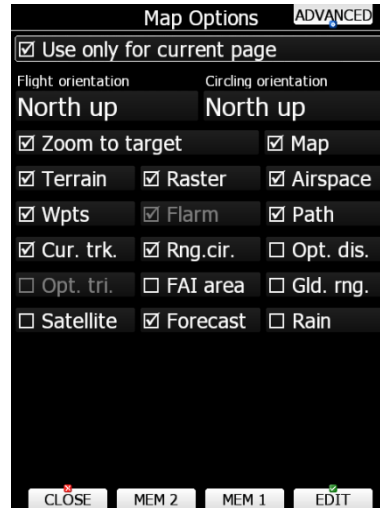 Map Options ADVANCED
Use only for current page
Flight orientation Circling orientation
North up North up
Zoom to target Map
Terrain Raster Airspace
Wpts Flarm Path
Cur. trk. Rng.cir. Opt. dis.
Opt. tri. FAI area Gld. rng.
Satellite Forecast Rain
CLOSE MEM 2 MEM 1 EDIT